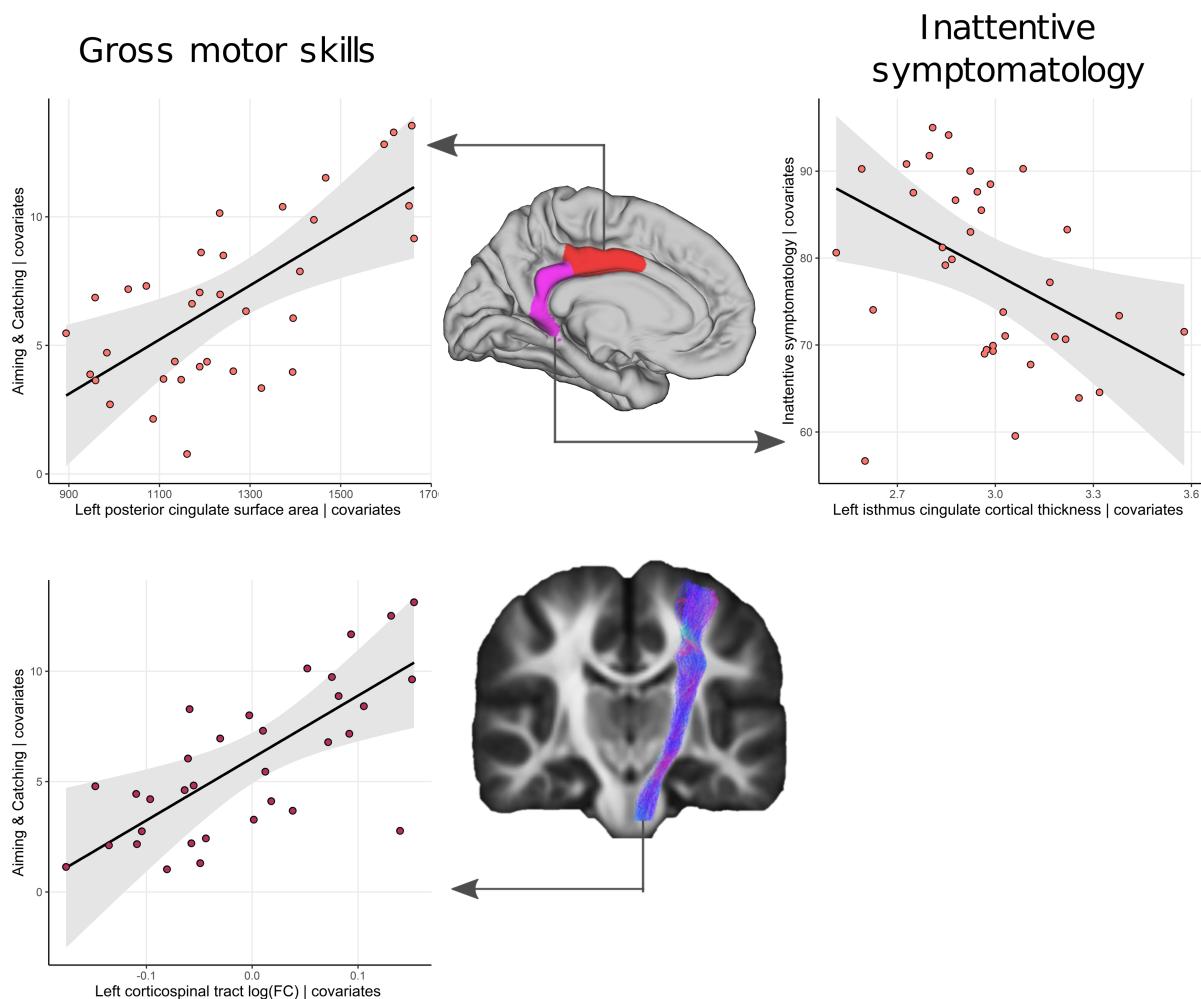 Gross motor skills
Inattentive
symptomatology
Aiming & Catching | covariates
10
5
0
900 1100 1300 1500 170
Left posterior cingulate surface area | covariates
Inattentive symptomatology | covariates
90
80
70
60
2.7 3.0 3.3 3.6
Left isthmus cingulate cortical thickness | covariates
Aiming & Catching | covariates
10
5
0
-0.1 0.0 0.1
Left corticospinal tract log(FC) | covariates